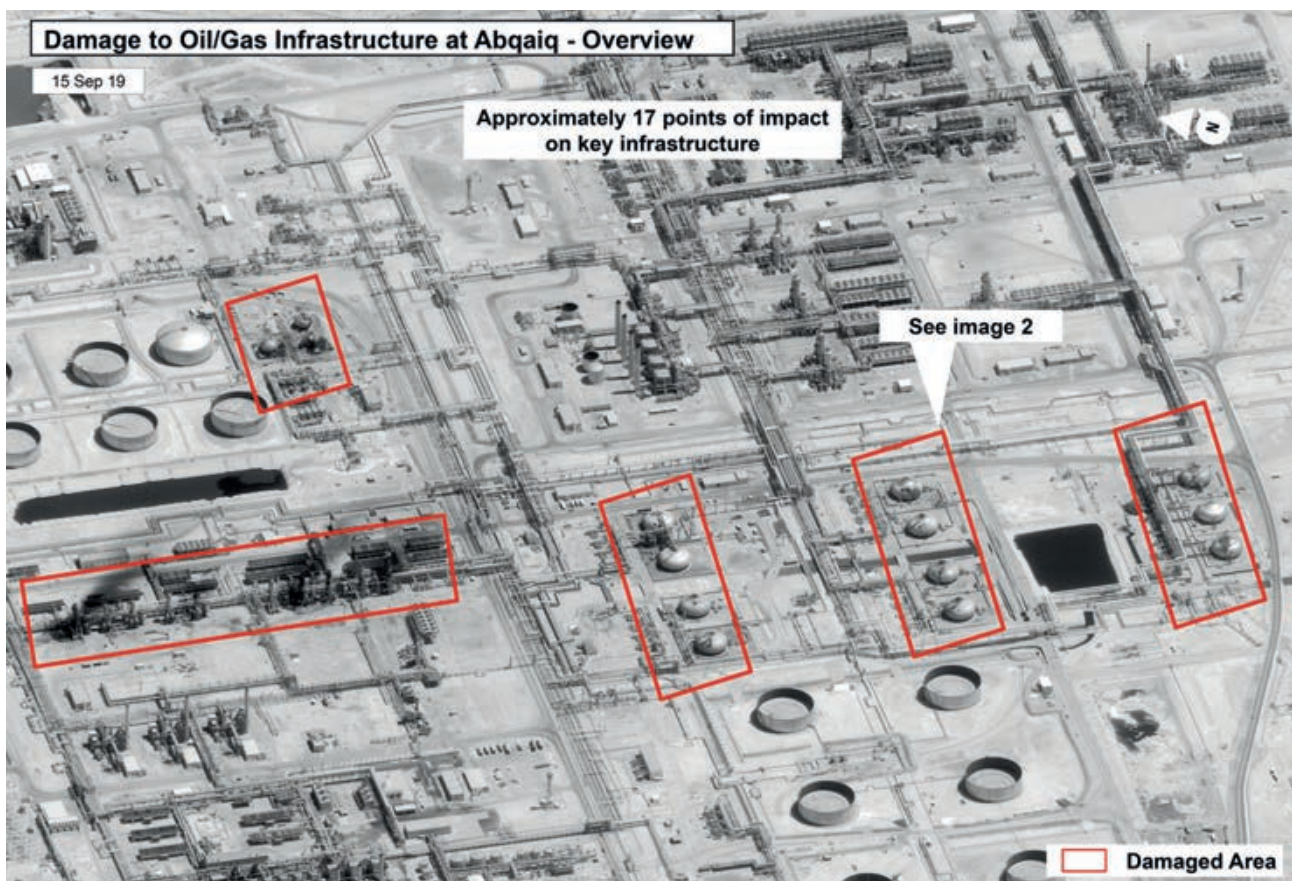 Damage to Oil/Gas Infrastructure at Abqaiq - Overview
15 Sep 19
Approximately 17 points of impact
on key infrastructure
N
See image 2
Damaged Area